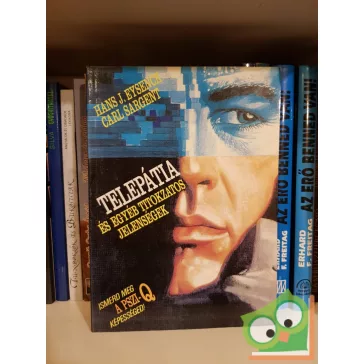 HANS J. EYSENCK
CARL SARGENT
TELEPÁTIA
ÉS EGYÉB TITOKZATOS
JELENSÉGEK
ISMERD MEG
A PSZI-Q
KÉPESSÉGED!
ERHARD
F. FREITAG
AZ ERŐ BENNED VAN!
ERHARD
F. FREITAG
AZ ERŐ BENNED VAN!